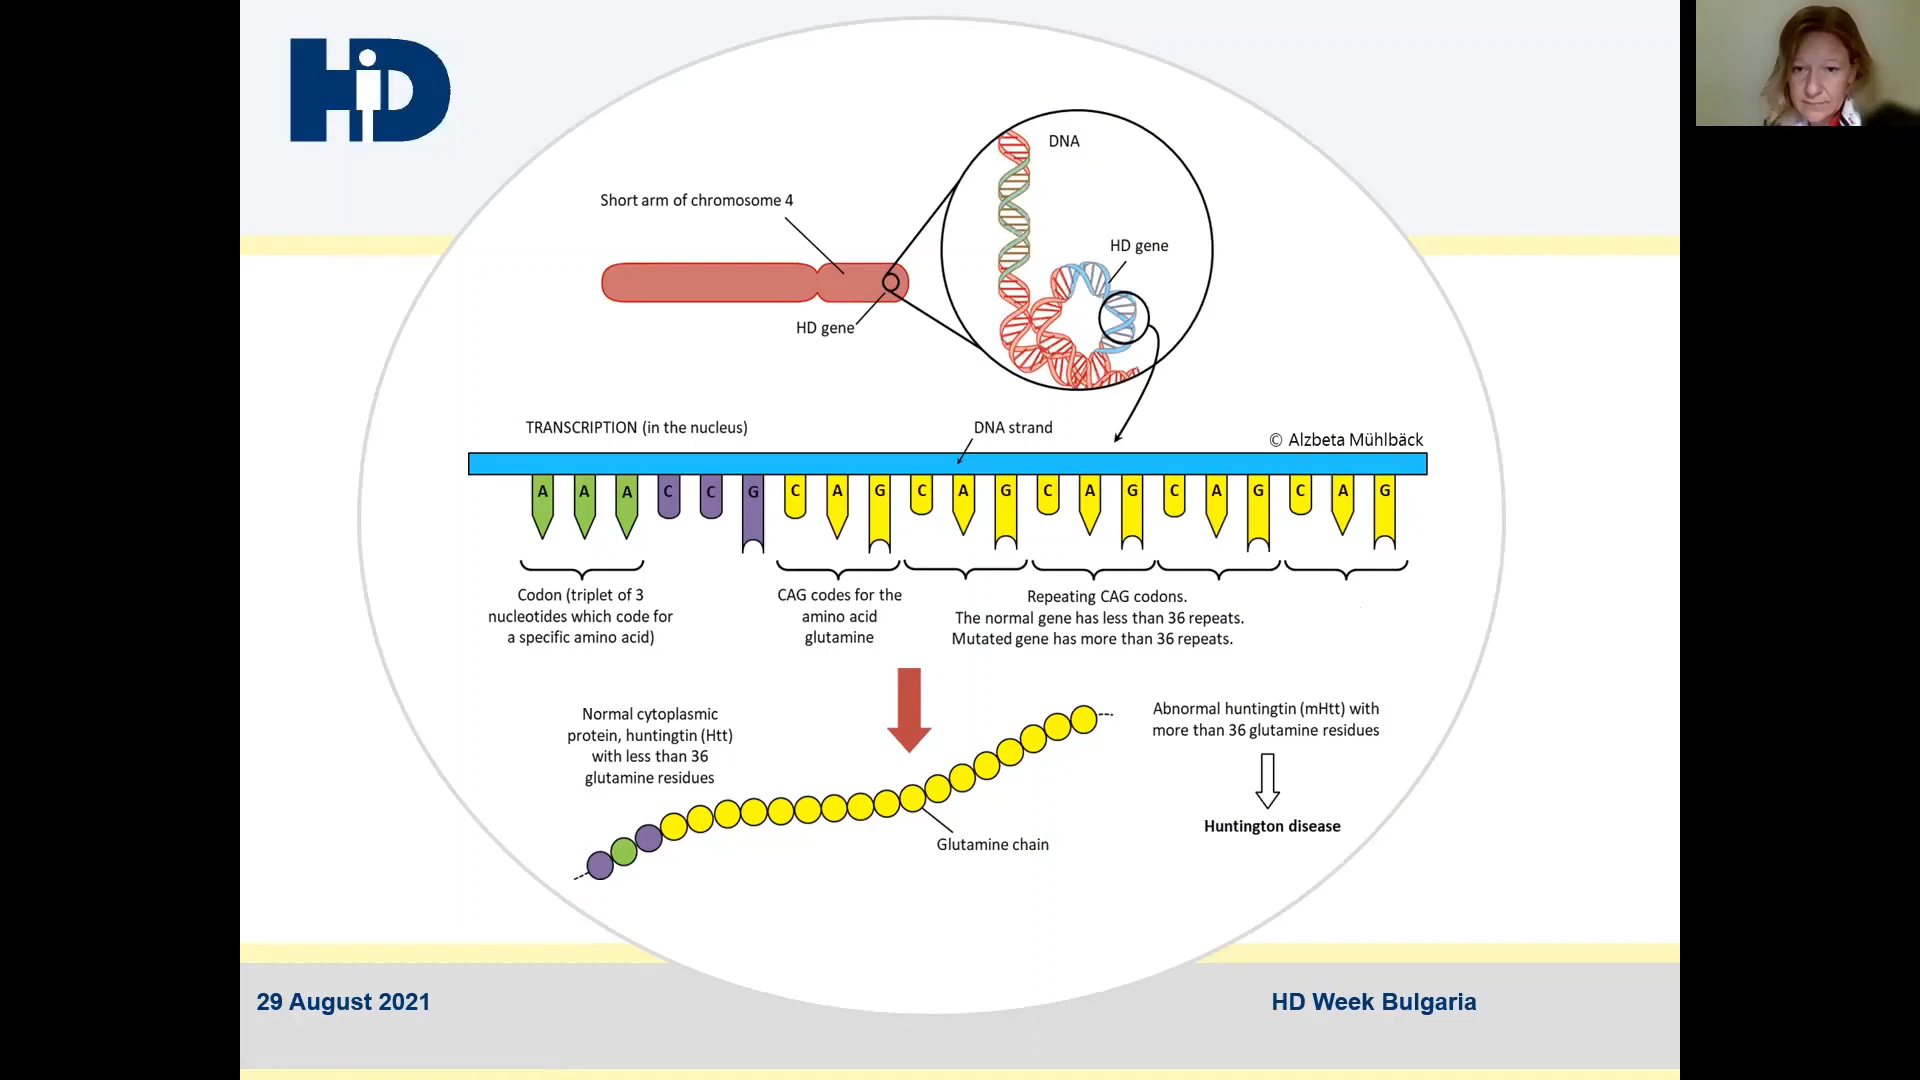 HD
DNA
Short arm of chromosome 4
HD gene
HD gene
TRANSCRIPTION (in the nucleus)
DNA strand
© Alzbeta Mühlbäck
A A A C C G C A G C A G C A G C A G C A G
Codon (triplet of 3
nucleotides which code for
a specific amino acid)
CAG codes for the
amino acid
glutamine
Repeating CAG codons.
The normal gene has less than 36 repeats.
Mutated gene has more than 36 repeats.
Normal cytoplasmic
protein, huntingtin (Htt)
with less than 36
glutamine residues
Abnormal huntingtin (mHtt) with
more than 36 glutamine residues
Huntington disease
Glutamine chain
29 August 2021
HD Week Bulgaria